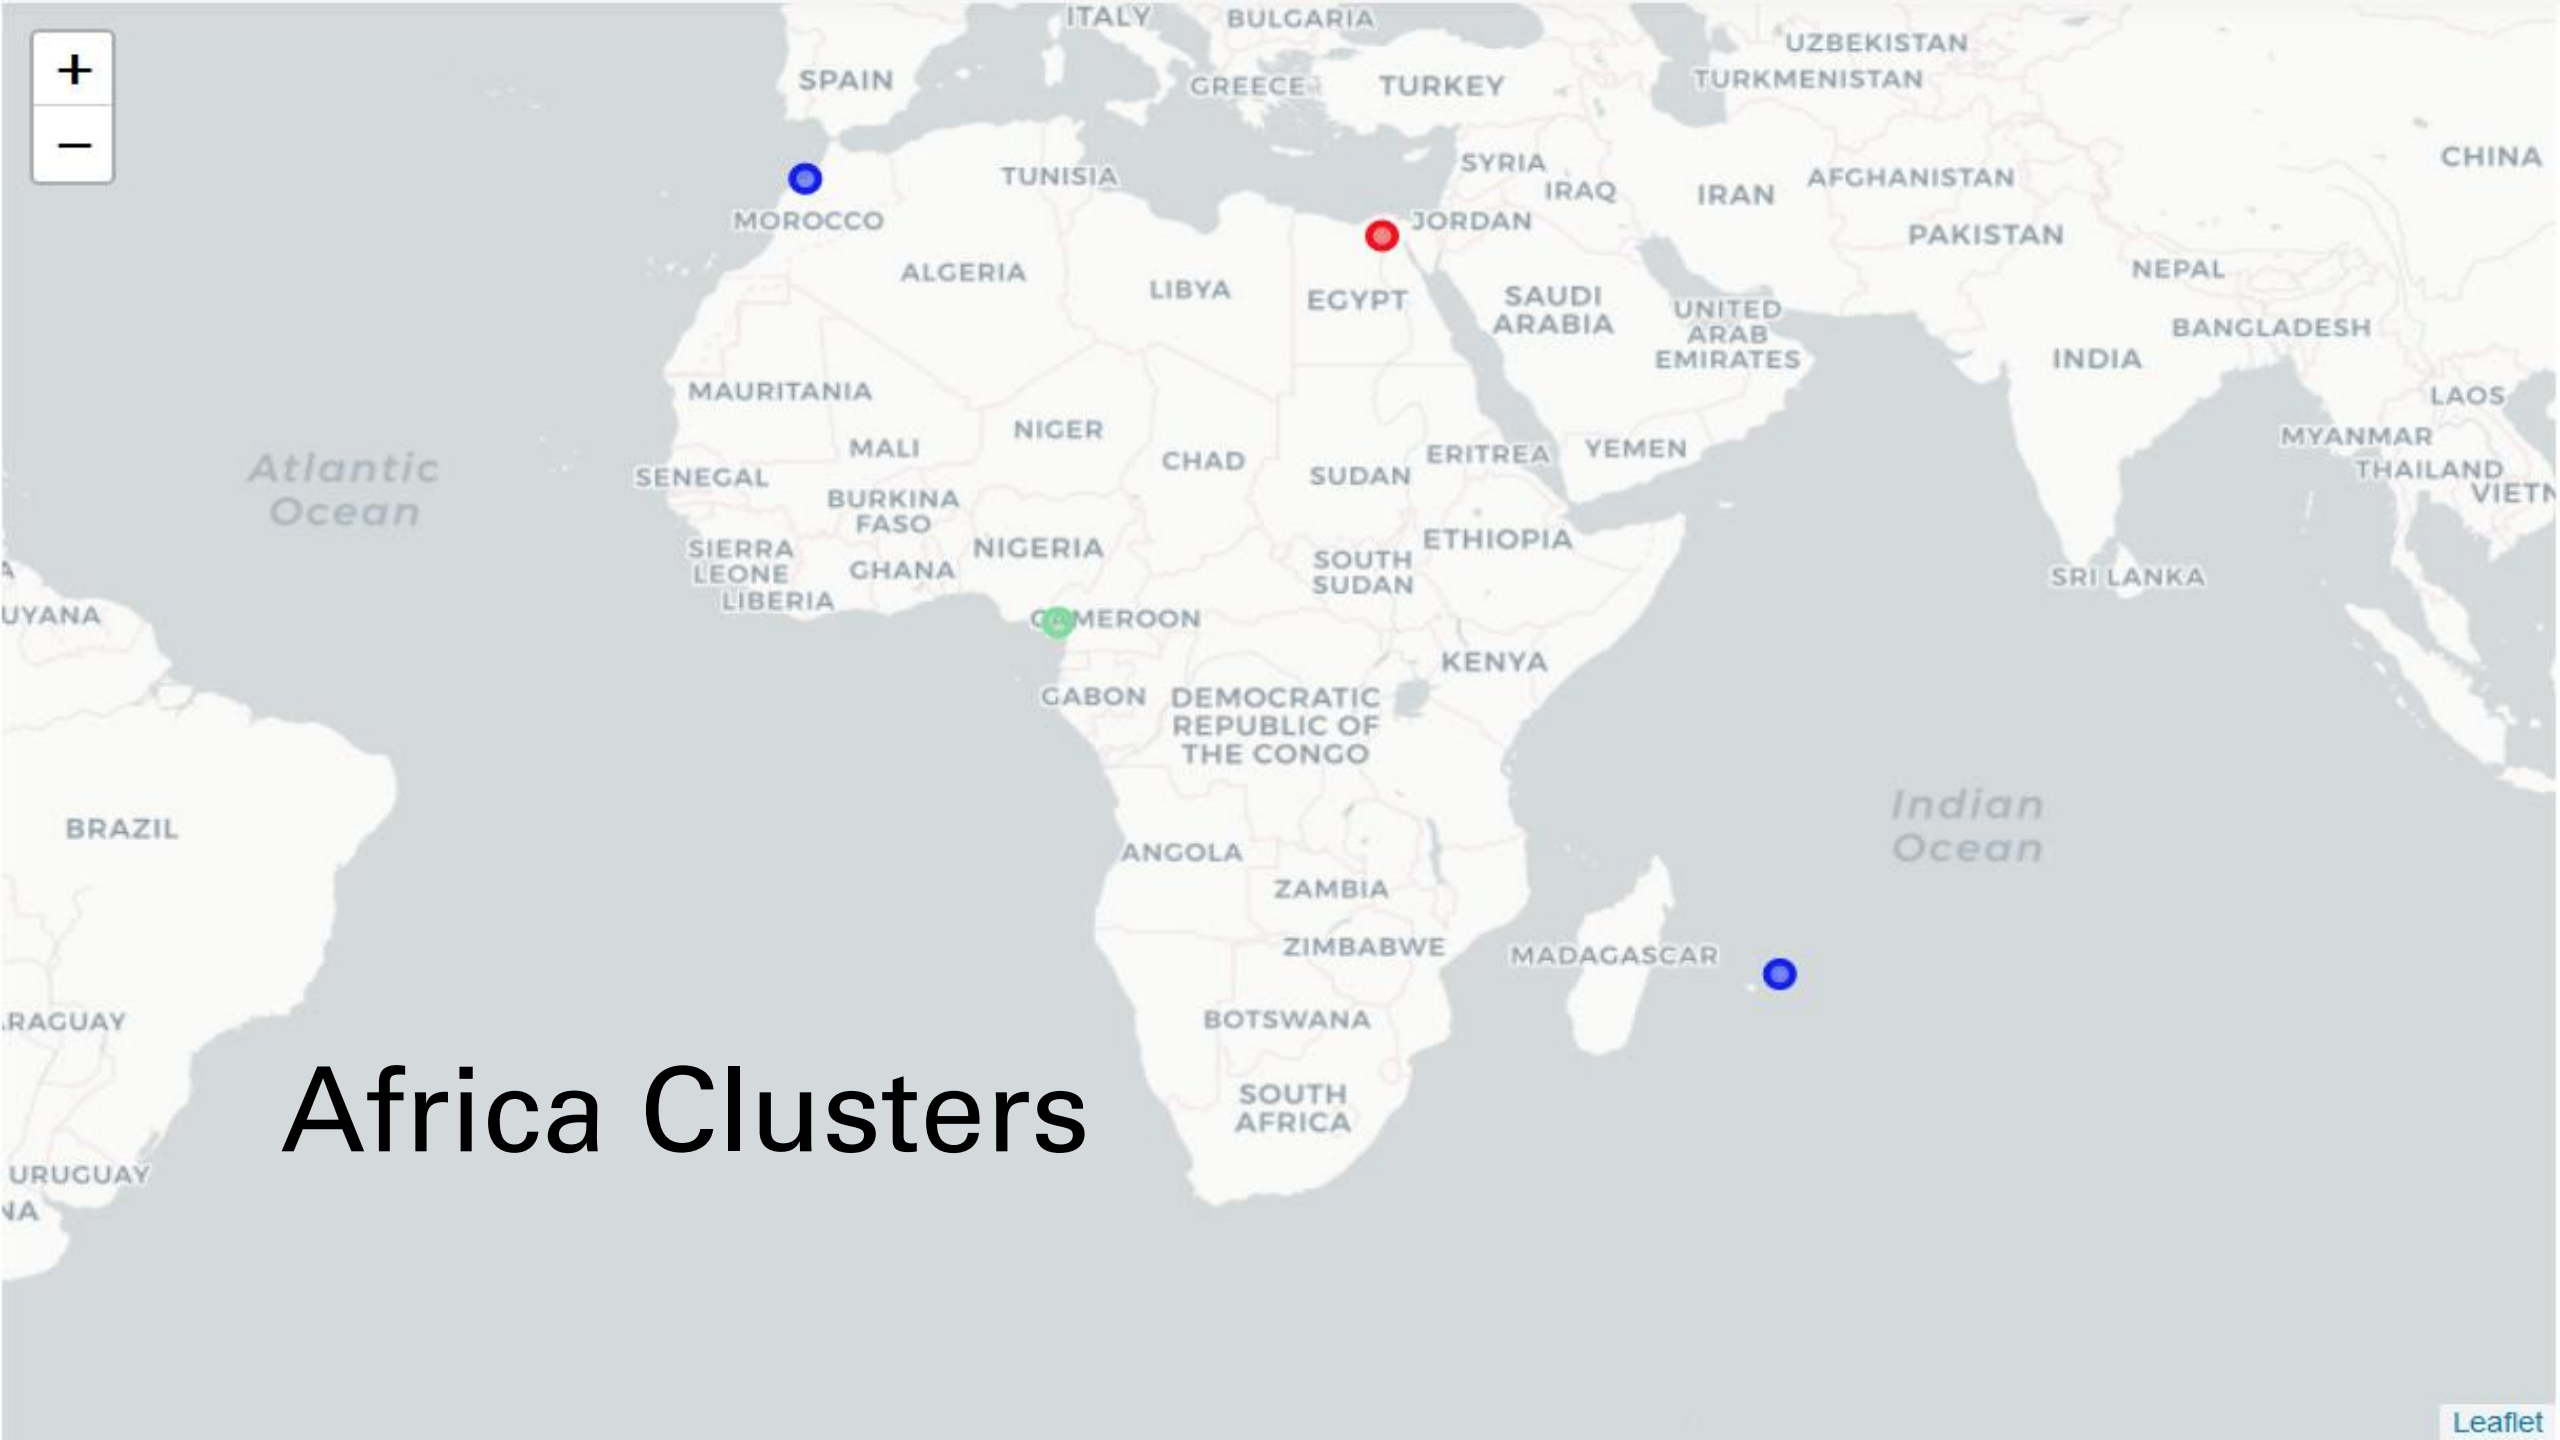 ITALY
BULGARIA
UZBEKISTAN
+
SPAIN
GREECE
TURKEY
TURKMENISTAN
−
SYRIA
CHINA
TUNISIA
IRAQ
IRAN
AFGHANISTAN
MOROCCO
JORDAN
PAKISTAN
ALGERIA
LIBYA
EGYPT
SAUDI
ARABIA
NEPAL
UNITED
ARAB
EMIRATES
BANGLADESH
INDIA
MAURITANIA
LAOS
NIGER
MALI
CHAD
ERITREA
YEMEN
MYANMAR
Atlantic
Ocean
SENEGAL
SUDAN
THAILAND
VIETN
BURKINA
FASO
SIERRA
LEONE
NIGERIA
ETHIOPIA
GHANA
SOUTH
SUDAN
SRI LANKA
LIBERIA
UYANA
CAMEROON
KENYA
GABON
DEMOCRATIC
REPUBLIC OF
THE CONGO
Indian
Ocean
BRAZIL
ANGOLA
ZAMBIA
ZIMBABWE
MADAGASCAR
RAGUAY
BOTSWANA
Africa Clusters
SOUTH
AFRICA
URUGUAY
NA
Leaflet